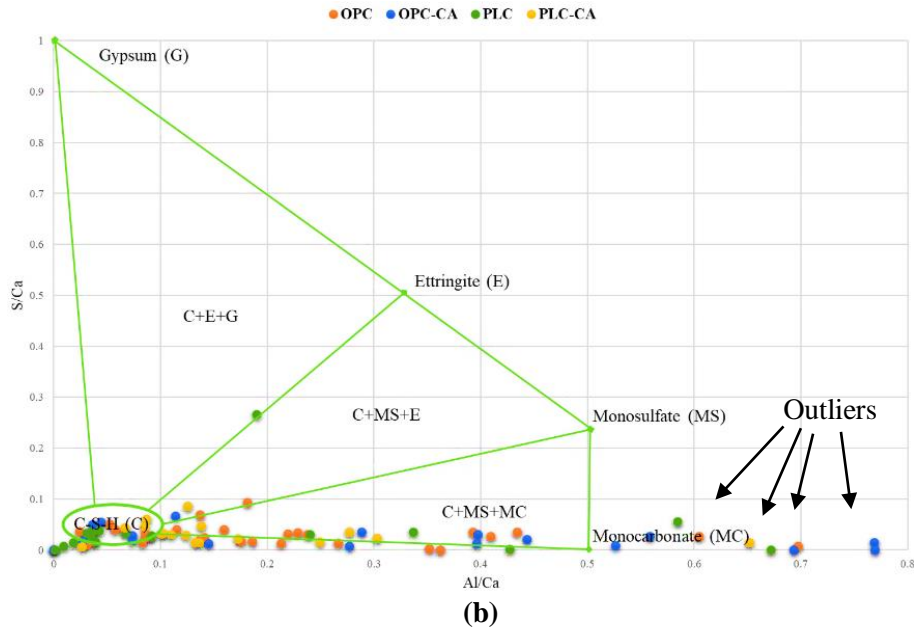 OPC OPC-CA PLC PLC-CA
1
Gypsum (G)
0.9
0.8
0.7
0.6
Ettringite (E)
0.5
S/Ca
C+E+G
0.4
0.3
C+MS+E
Monosulfate (MS)
Outliers
0.2
0.1
C-S-H (C)
C+MS+MC
Monocarbonate (MC)
0
0 0.1 0.2 0.3 0.4 0.5 0.6 0.7 0.8
Al/Ca
(b)